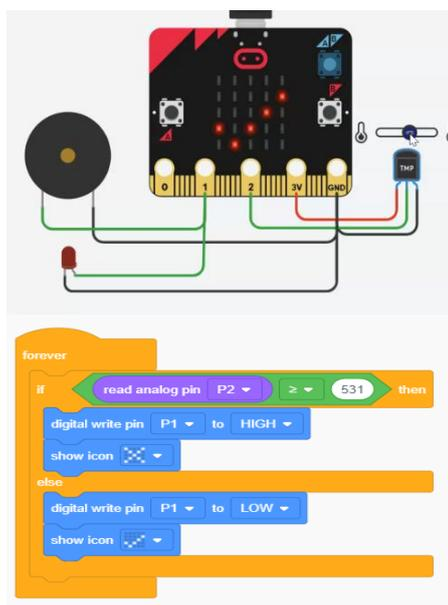 A B
B
A
0 1 2 3V GND
TMP
forever
if read analog pin P2 ≥ 531 then
digital write pin P1 to HIGH
show icon
else
digital write pin P1 to LOW
show icon